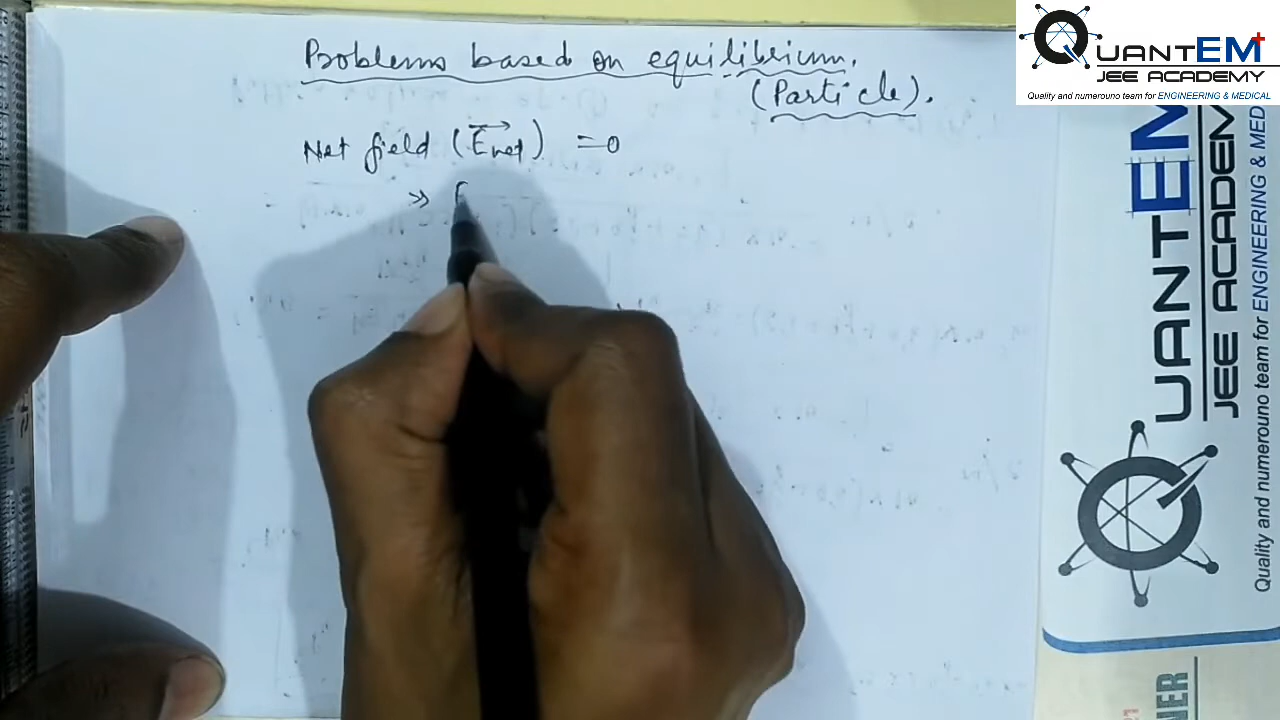 Problems based on equilibrium.
(Particle).
Net field (E net) = 0
⇒
QUANTEM+
JEE ACADEMY
Quality and numerouno team for ENGINEERING & MEDICAL
QUANTEM
JEE ACADEMY
Quality and numerouno team for ENGINEERING & MED